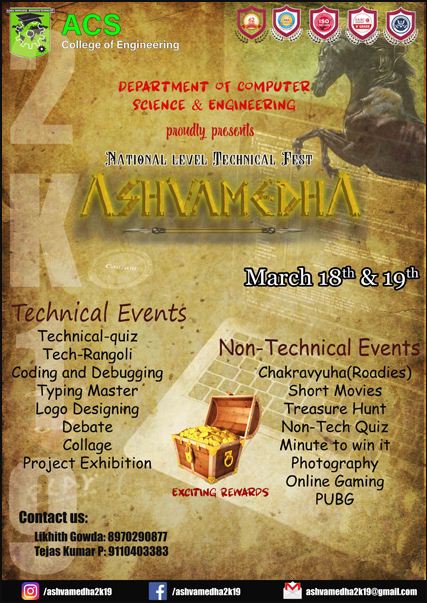 ACS
College of Engineering
DEPARTMENT OF COMPUTER
SCIENCE & ENGINEERING
proudly presents
NATIONAL LEVEL TECHNICAL FEST
ASHVAMEDHA
March 18th & 19th
Technical Events
Technical-quiz
Tech-Rangoli
Coding and Debugging
Typing Master
Logo Designing
Debate
Collage
Project Exhibition
Non-Technical Events
Chakravyuha(Roadies)
Short Movies
Treasure Hunt
Non-Tech Quiz
Minute to win it
Photography
Online Gaming
PUBG
EXCITING REWARDS
Contact us:
Likhith Gowda: 8970290877
Tejas Kumar P: 9110403383
/ashvamedha2k19
/ashvamedha2k19
ashvamedha2k19@gmail.com
2K19